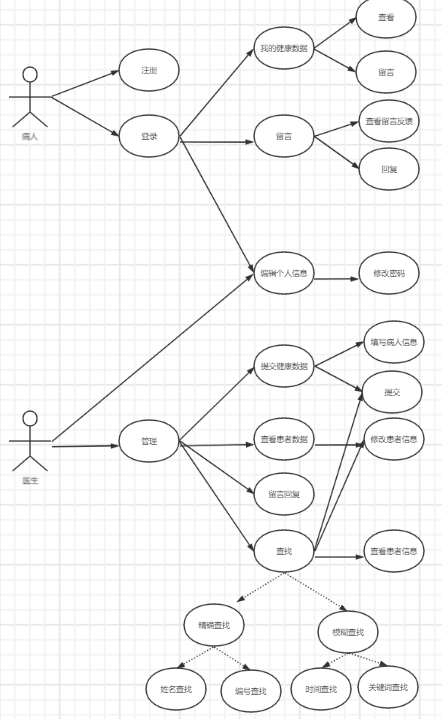 查看
我的健康数据
注册
留言
病人
登录
留言
查看留言反馈
回复
编辑个人信息
修改密码
填写病人信息
提交健康数据
提交
医生
管理
查看患者数据
修改患者信息
留言回复
查找
查看患者信息
精确查找
模糊查找
姓名查找
编号查找
时间查找
关键词查找